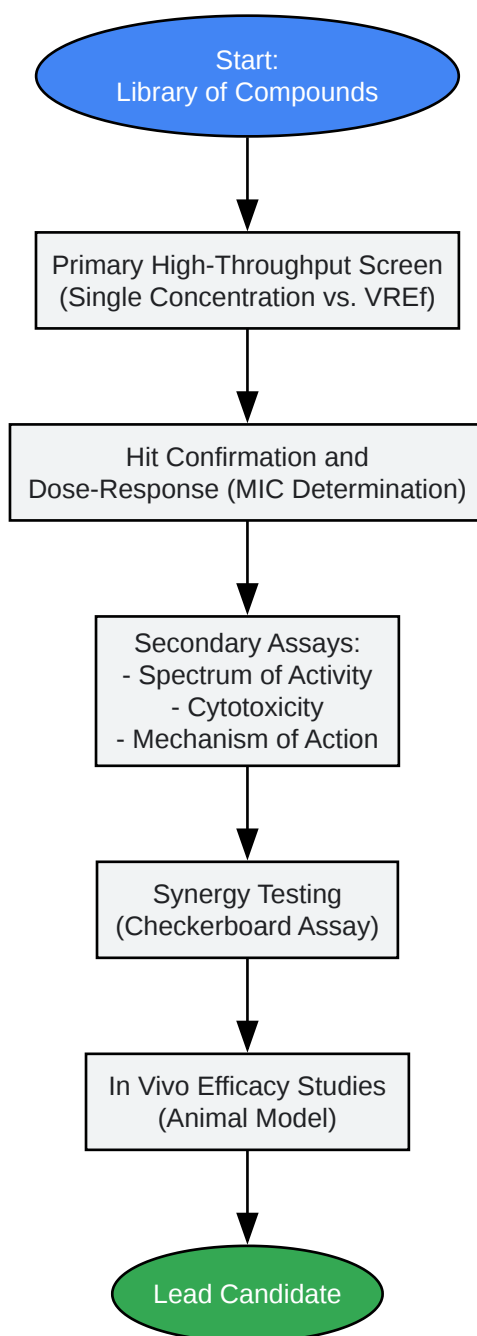 Start:
Library of Compounds
Primary High-Throughput Screen
(Single Concentration vs. VREf)
Hit Confirmation and
Dose-Response (MIC Determination)
Secondary Assays:
- Spectrum of Activity
- Cytotoxicity
- Mechanism of Action
Synergy Testing
(Checkerboard Assay)
In Vivo Efficacy Studies
(Animal Model)
Lead Candidate